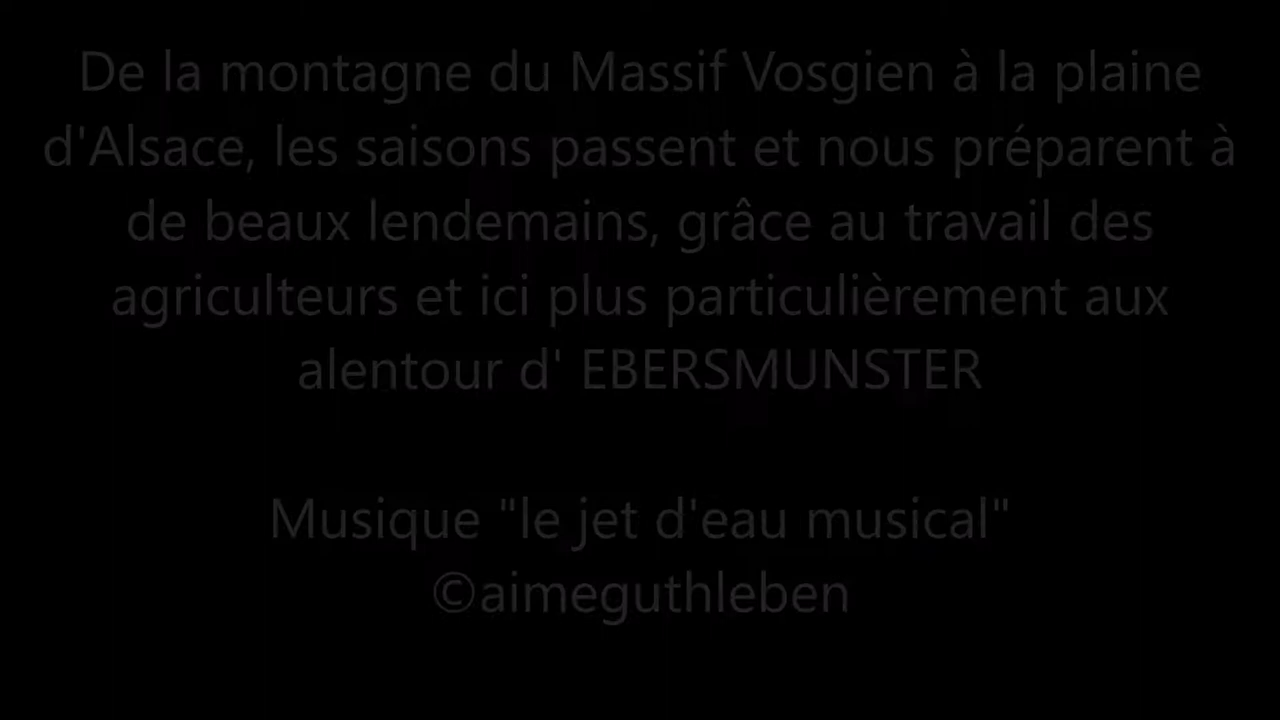 De la montagne du Massif Vosgien à la plaine
d'Alsace, les saisons passent et nous préparent à
de beaux lendemains, grâce au travail des
agriculteurs et ici plus particulièrement aux
alentour d' EBERSMUNSTER
Musique "le jet d'eau musical"
©aimeguthleben